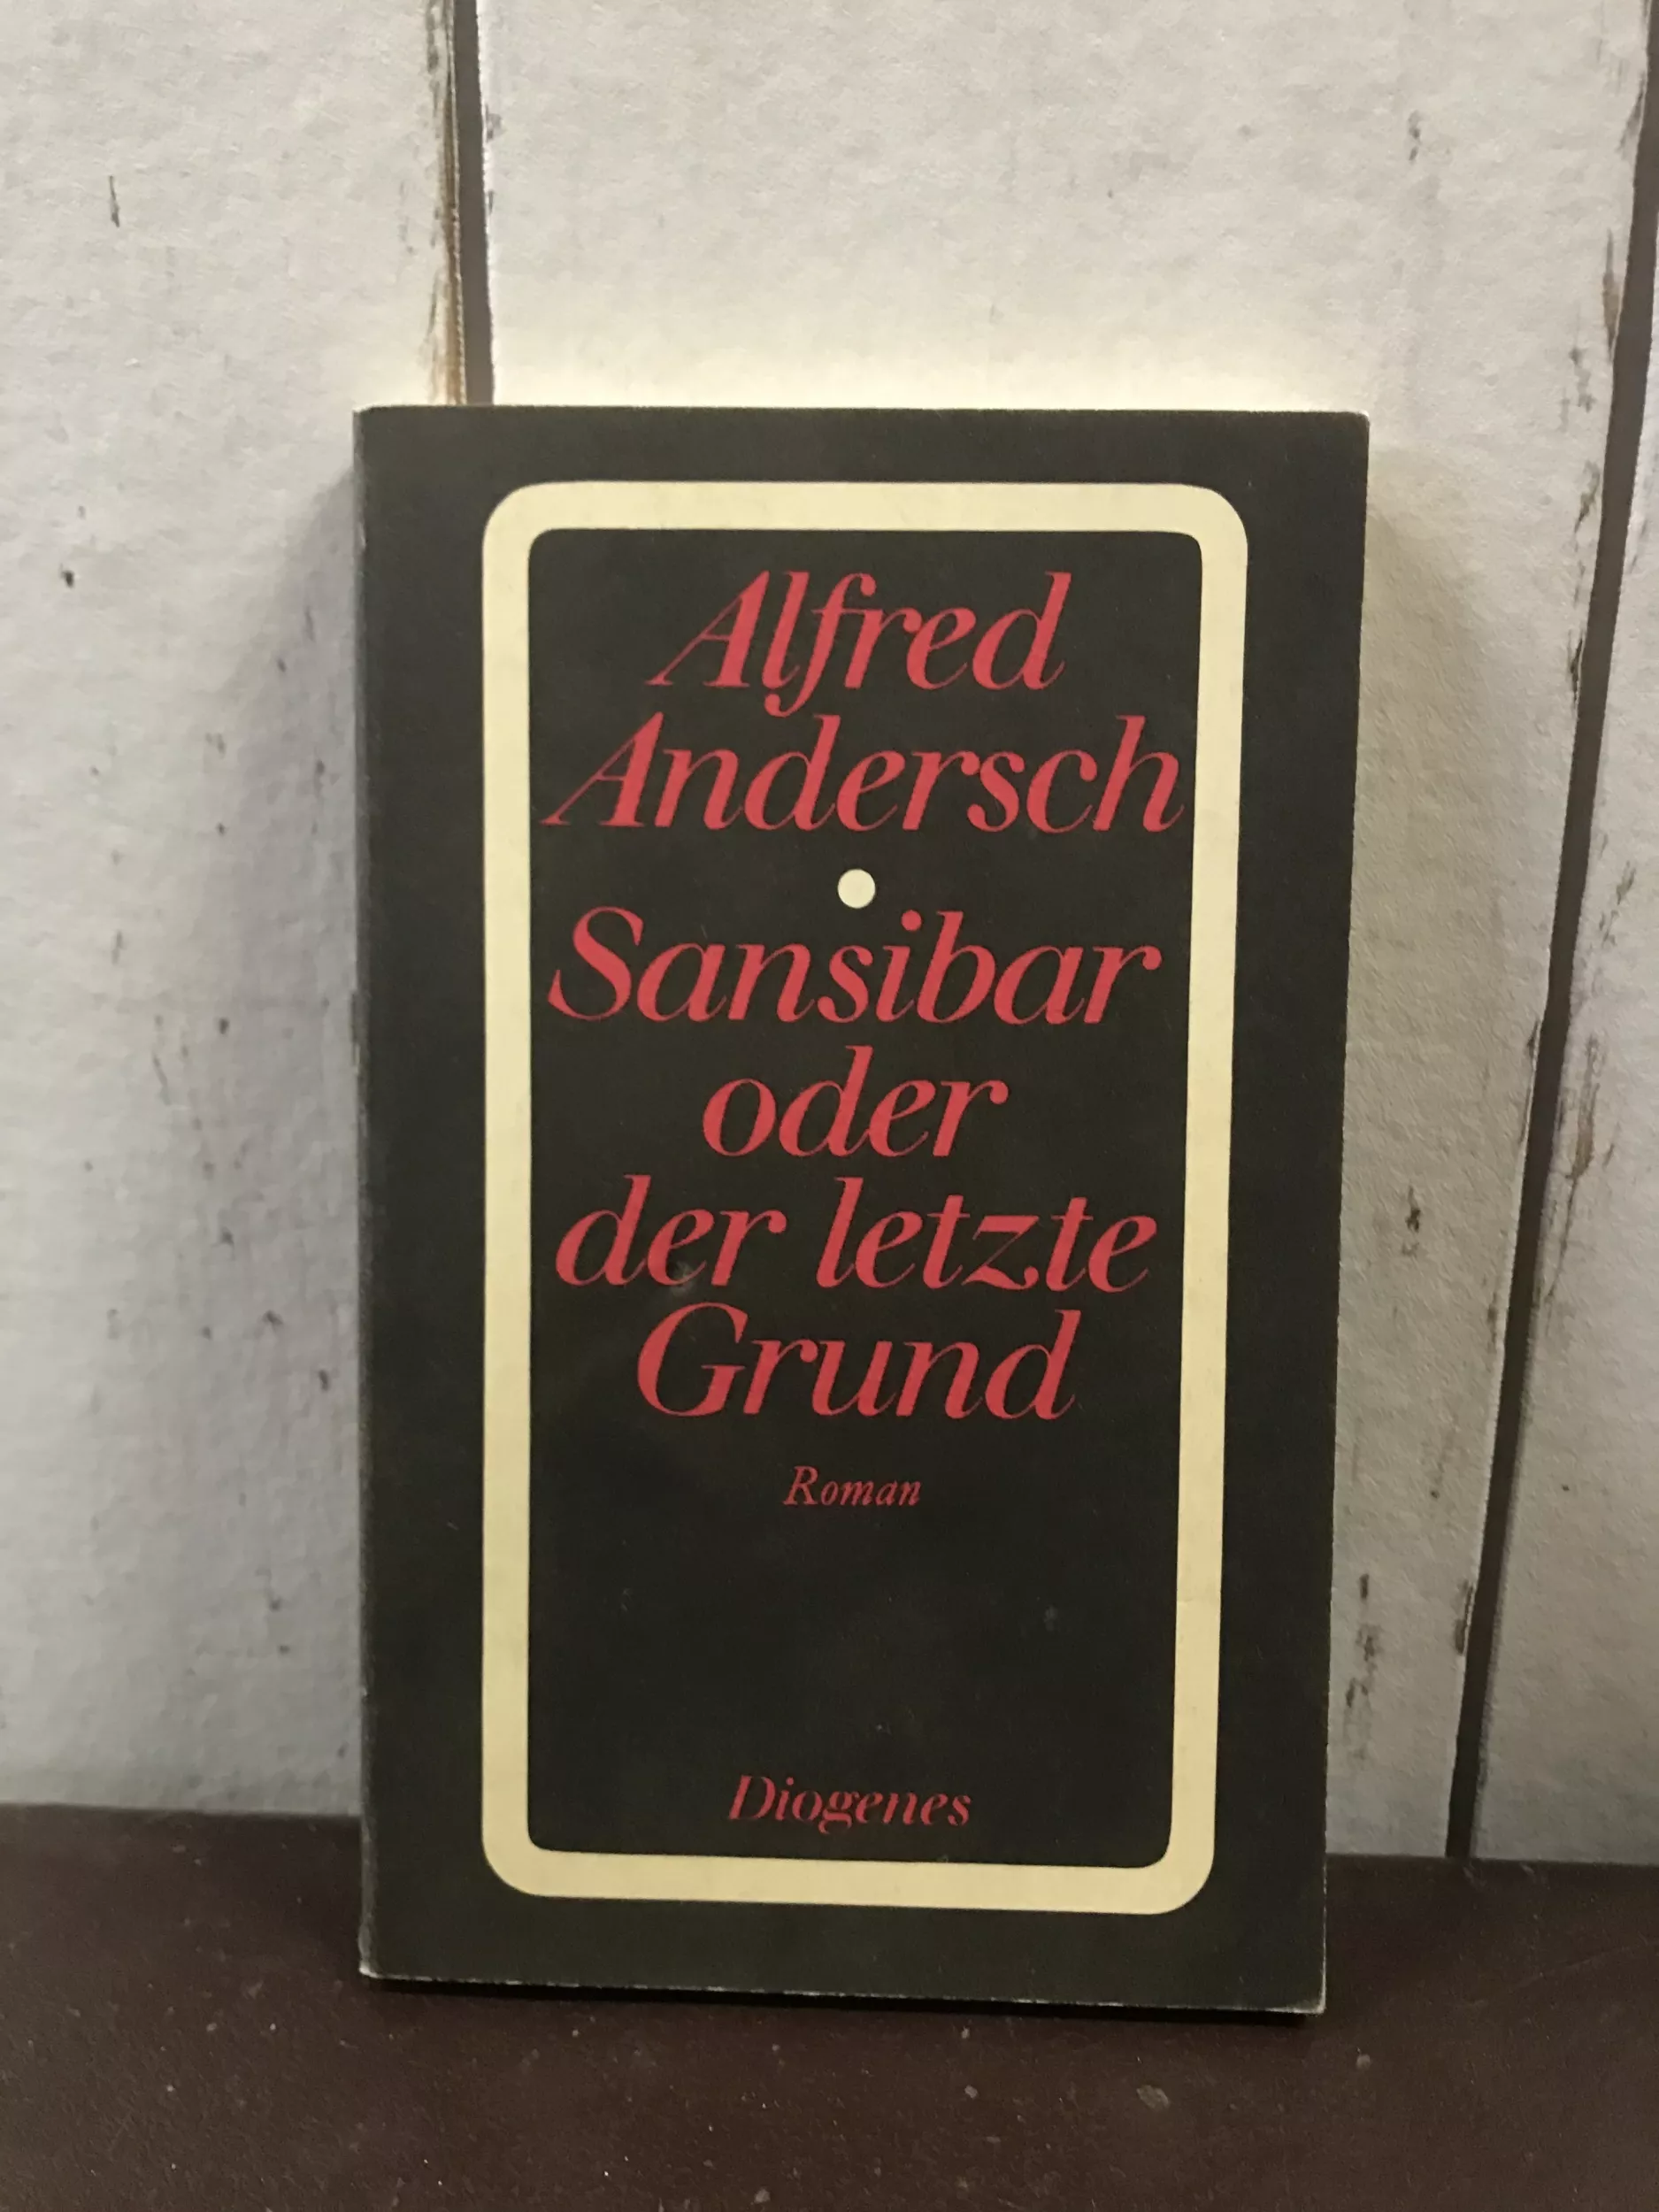 Alfred
Andersch
Sansibar
oder
der letzte
Grund
Roman
Diogenes